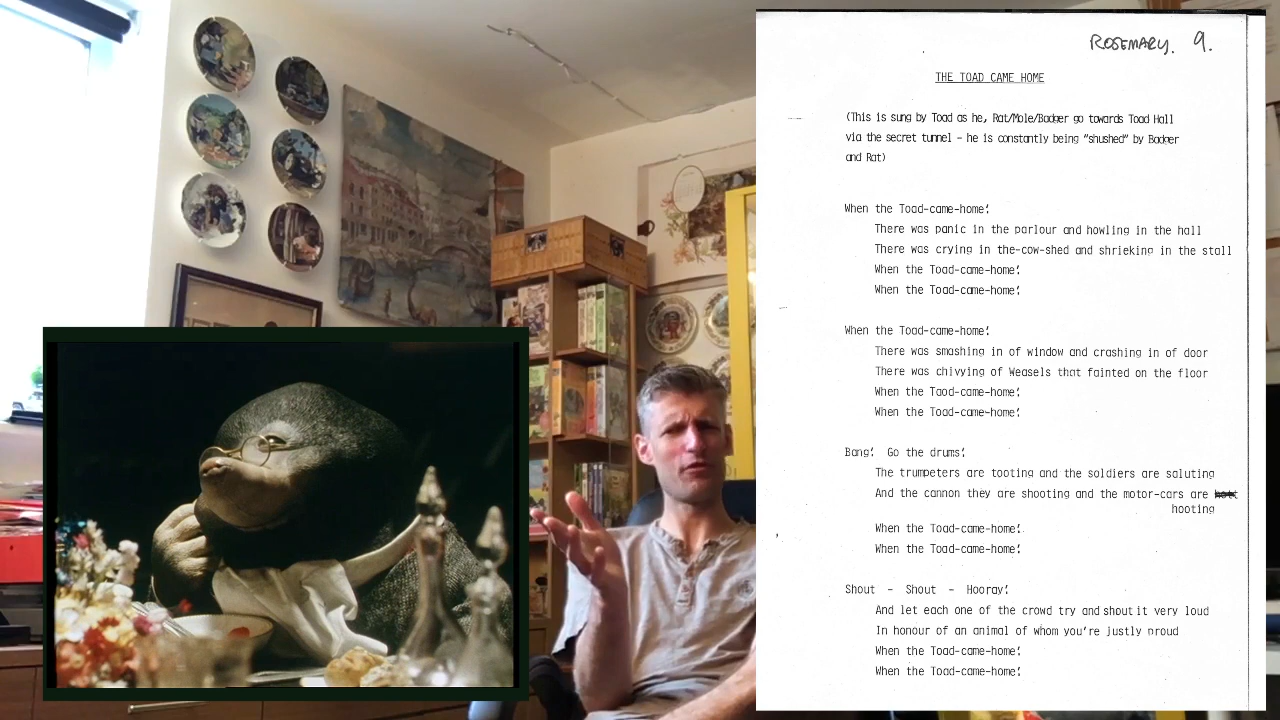 ROSEMARY. 9.
THE TOAD CAME HOME
(This is sung by Toad as he, Rat/Mole/Badger go towards Toad Hall
via the secret tunnel - he is constantly being "shushed" by Badger
and Rat)
When the Toad-came-home!
There was panic in the parlour and howling in the hall
There was crying in the-cow-shed and shrieking in the stall
When the Toad-came-home!
When the Toad-came-home!
When the Toad-came-home!
There was smashing in of window and crashing in of door
There was chivying of Weasels that fainted on the floor
When the Toad-came-home!
When the Toad-came-home!
Bang! Go the drums!
The trumpeters are tooting and the soldiers are saluting
And the cannon they are shooting and the motor-cars are
hooting
When the Toad-came-home!
When the Toad-came-home!
Shout - Shout - Hooray!
And let each one of the crowd try and shout it very loud
In honour of an animal of whom you're justly proud
When the Toad-came-home!
When the Toad-came-home!